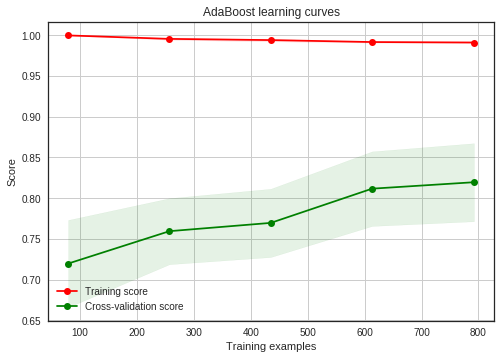 AdaBoost learning curves
1.00
0.95
0.90
0.85
0.80
0.75
0.70
0.65
Score
Training score
Cross-validation score
100 200 300 400 500 600 700 800
Training examples